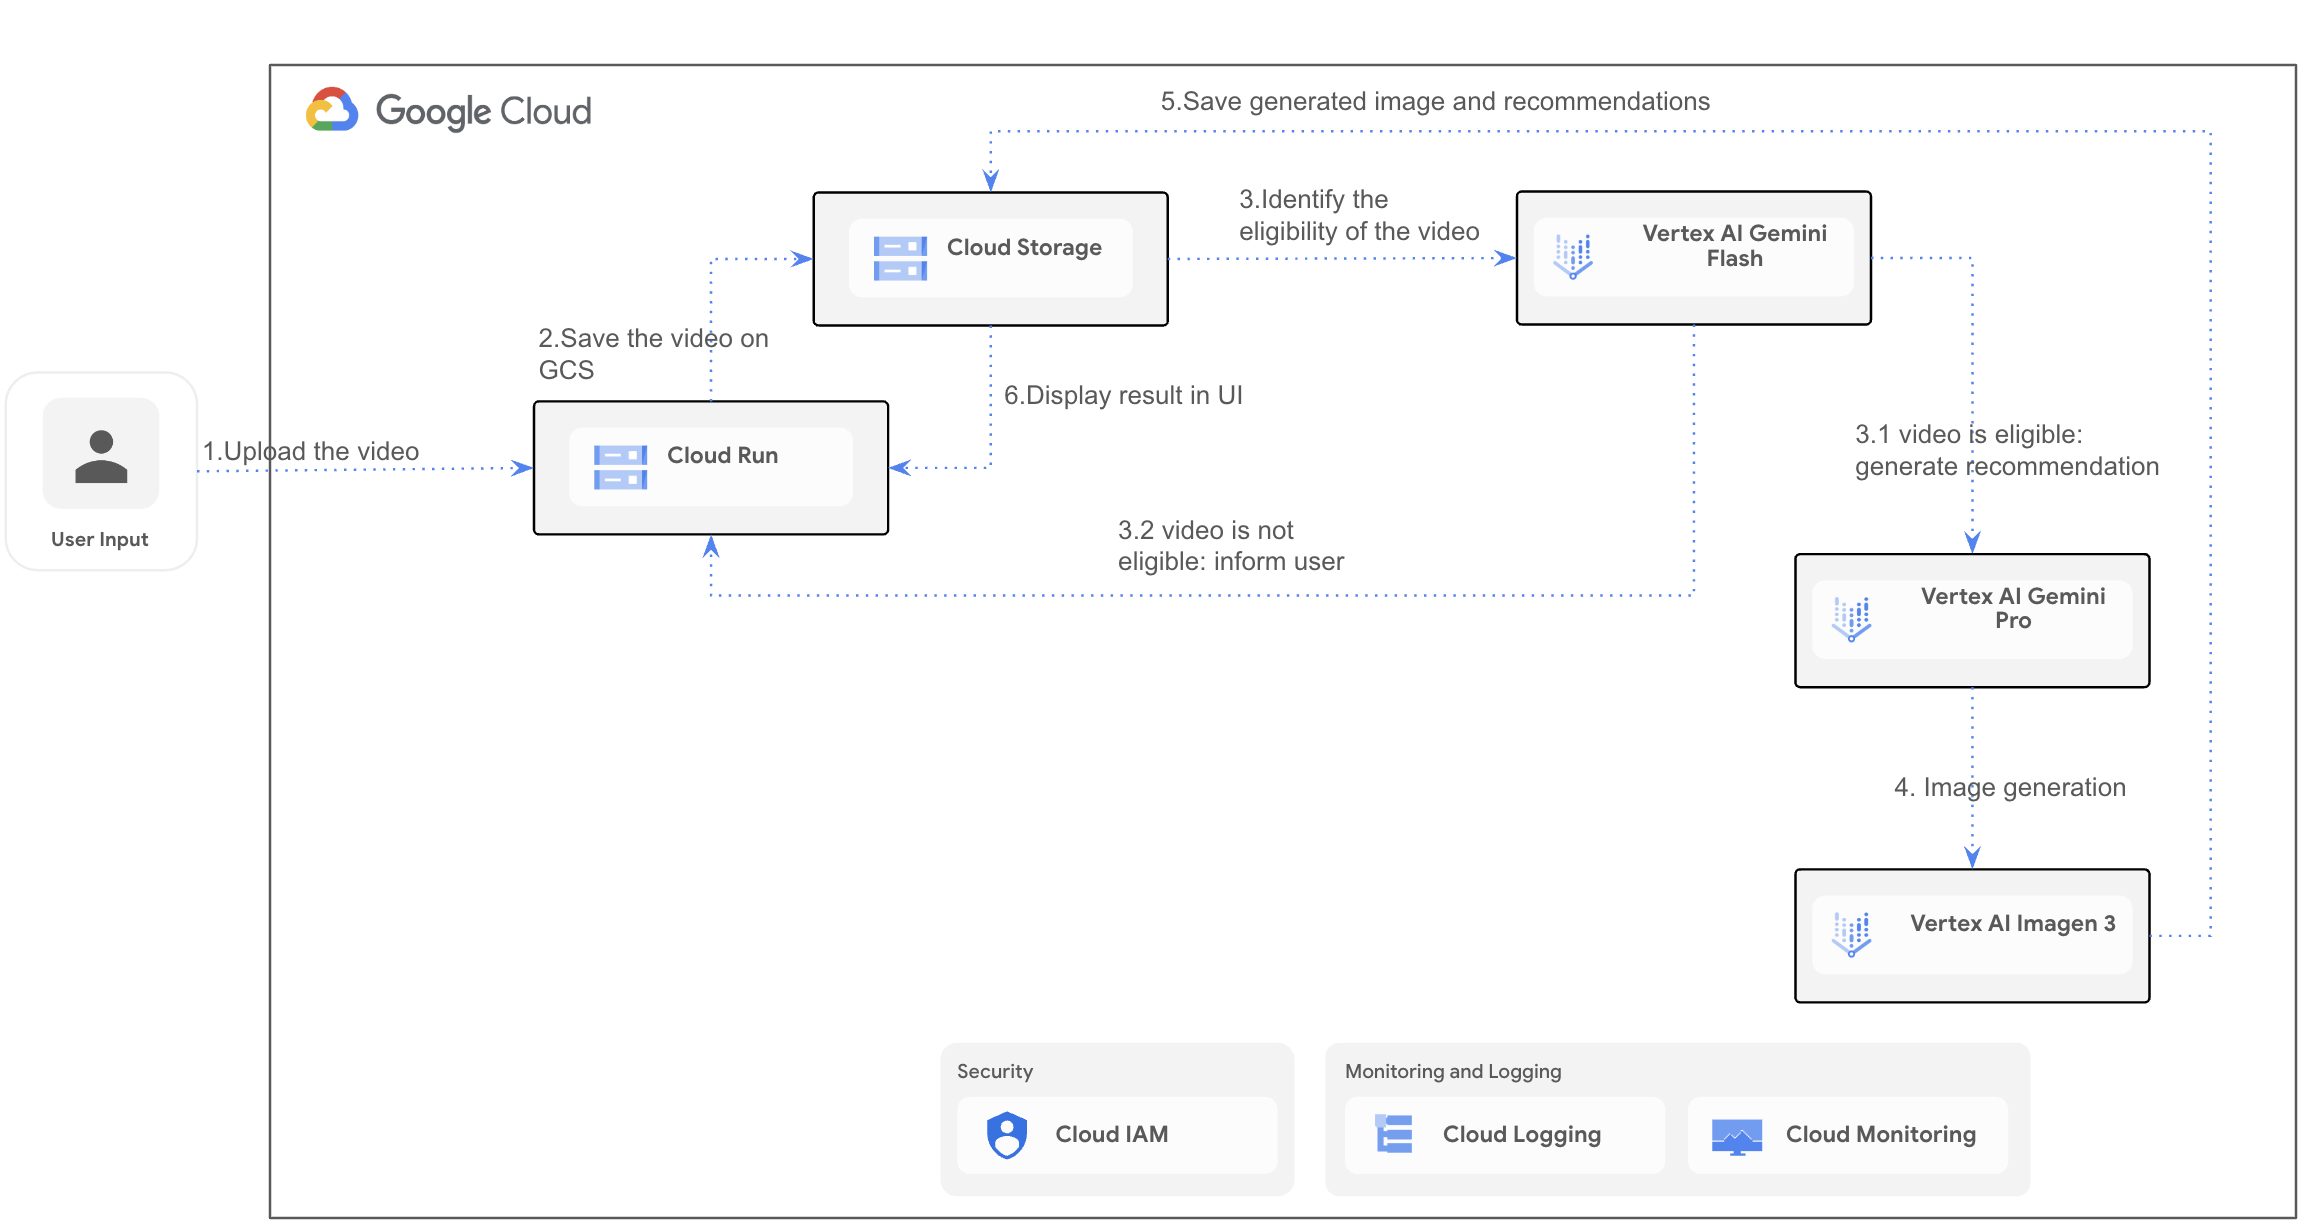 Google Cloud
5.Save generated image and recommendations
3.Identify the
eligibility of the video
Cloud Storage
Vertex AI Gemini
Flash
2.Save the video on
GCS
6.Display result in UI
1.Upload the video
Cloud Run
User Input
3.1 video is eligible:
generate recommendation
3.2 video is not
eligible: inform user
Vertex AI Gemini
Pro
4. Image generation
Vertex AI Imagen 3
Security
Cloud IAM
Monitoring and Logging
Cloud Logging
Cloud Monitoring